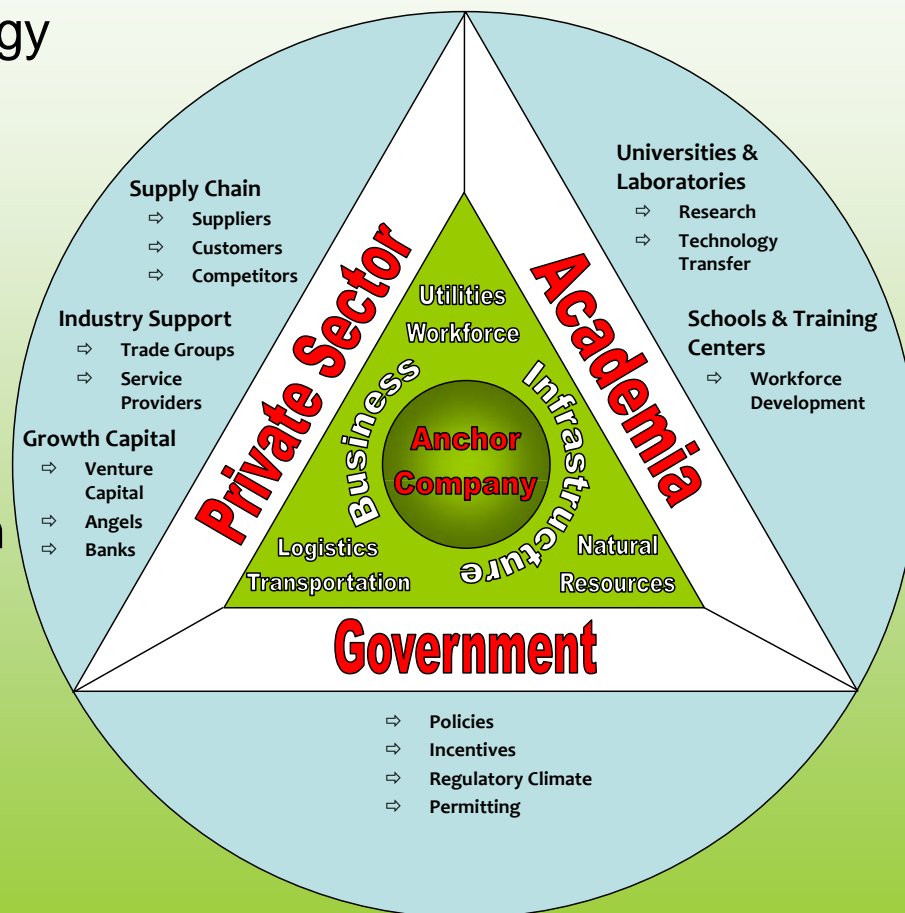 gy
Supply Chain
⇨ Suppliers
⇨ Customers
⇨ Competitors
Industry Support
⇨ Trade Groups
⇨ Service
Providers
Growth Capital
⇨ Venture
Capital
⇨ Angels
⇨ Banks
Private Sector
Universities &
Laboratories
⇨ Research
⇨ Technology
Transfer
Schools & Training
Centers
⇨ Workforce
Development
Academia
Utilities
Workforce
Business
Infrastructure
Anchor
Company
Logistics
Transportation
Natural
Resources
Government
⇨ Policies
⇨ Incentives
⇨ Regulatory Climate
⇨ Permitting